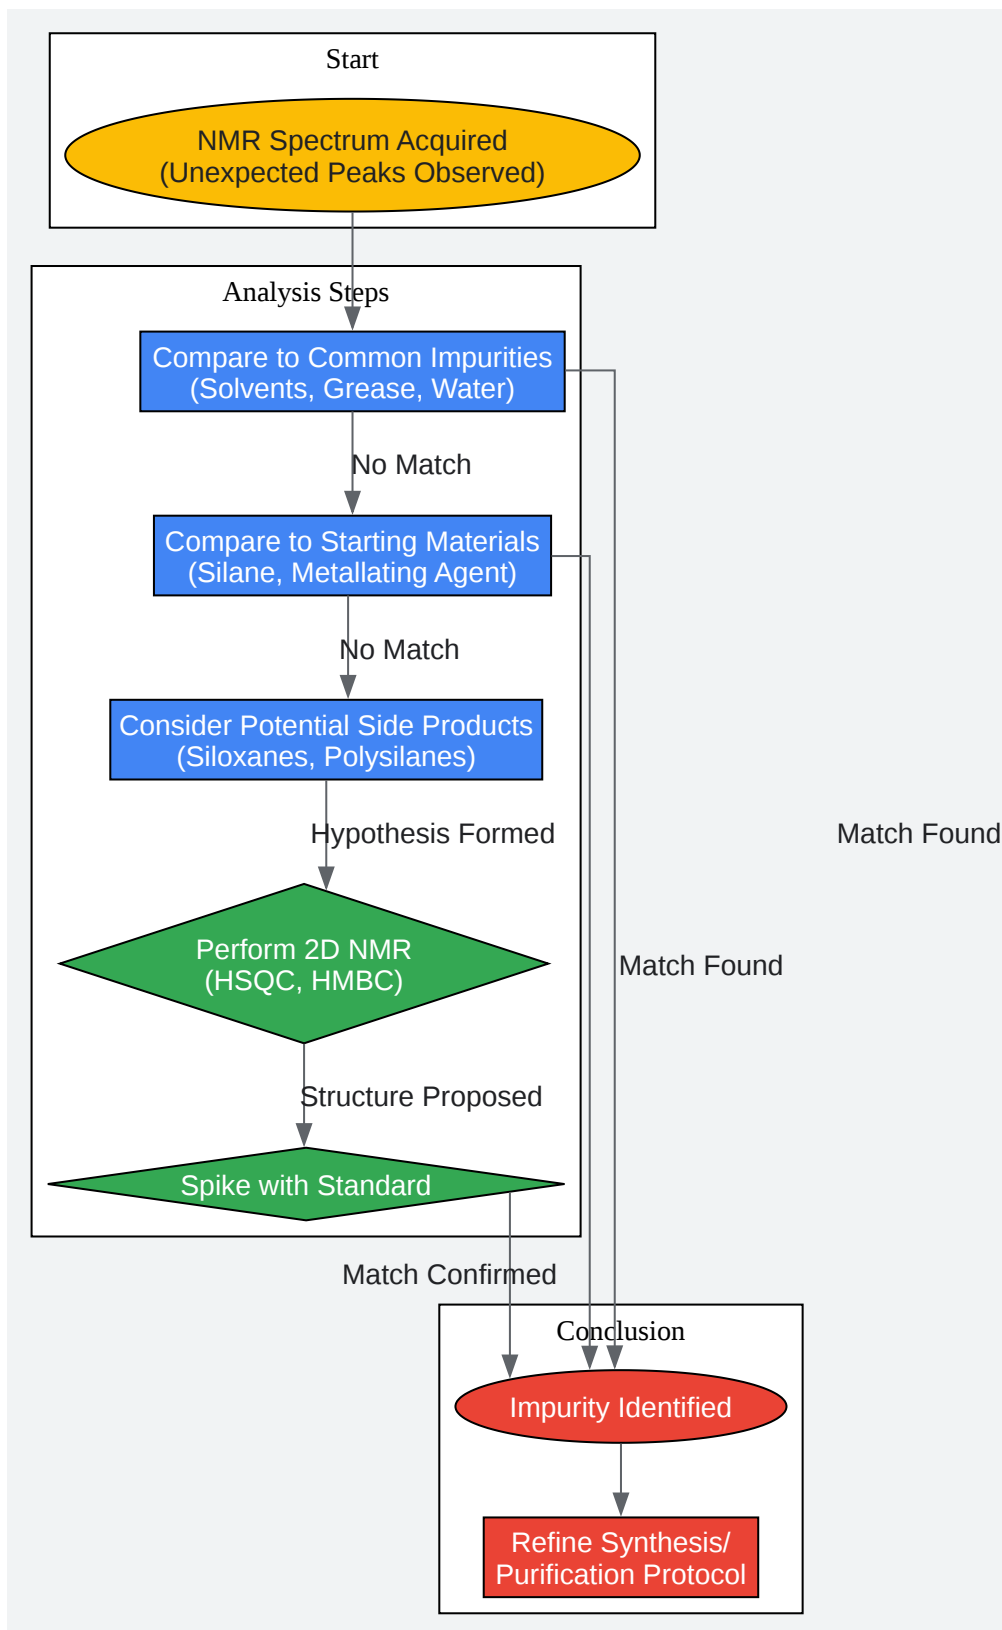 Start
NMR Spectrum Acquired
(Unexpected Peaks Observed)
Analysis Steps
Compare to Common Impurities
(Solvents, Grease, Water)
No Match
Compare to Starting Materials
(Silane, Metallating Agent)
No Match
Consider Potential Side Products
(Siloxanes, Polysilanes)
Hypothesis Formed
Match Found
Perform 2D NMR
(HSQC, HMBC)
Match Found
Structure Proposed
Spike with Standard
Match Confirmed
Conclusion
Impurity Identified
Refine Synthesis/
Purification Protocol